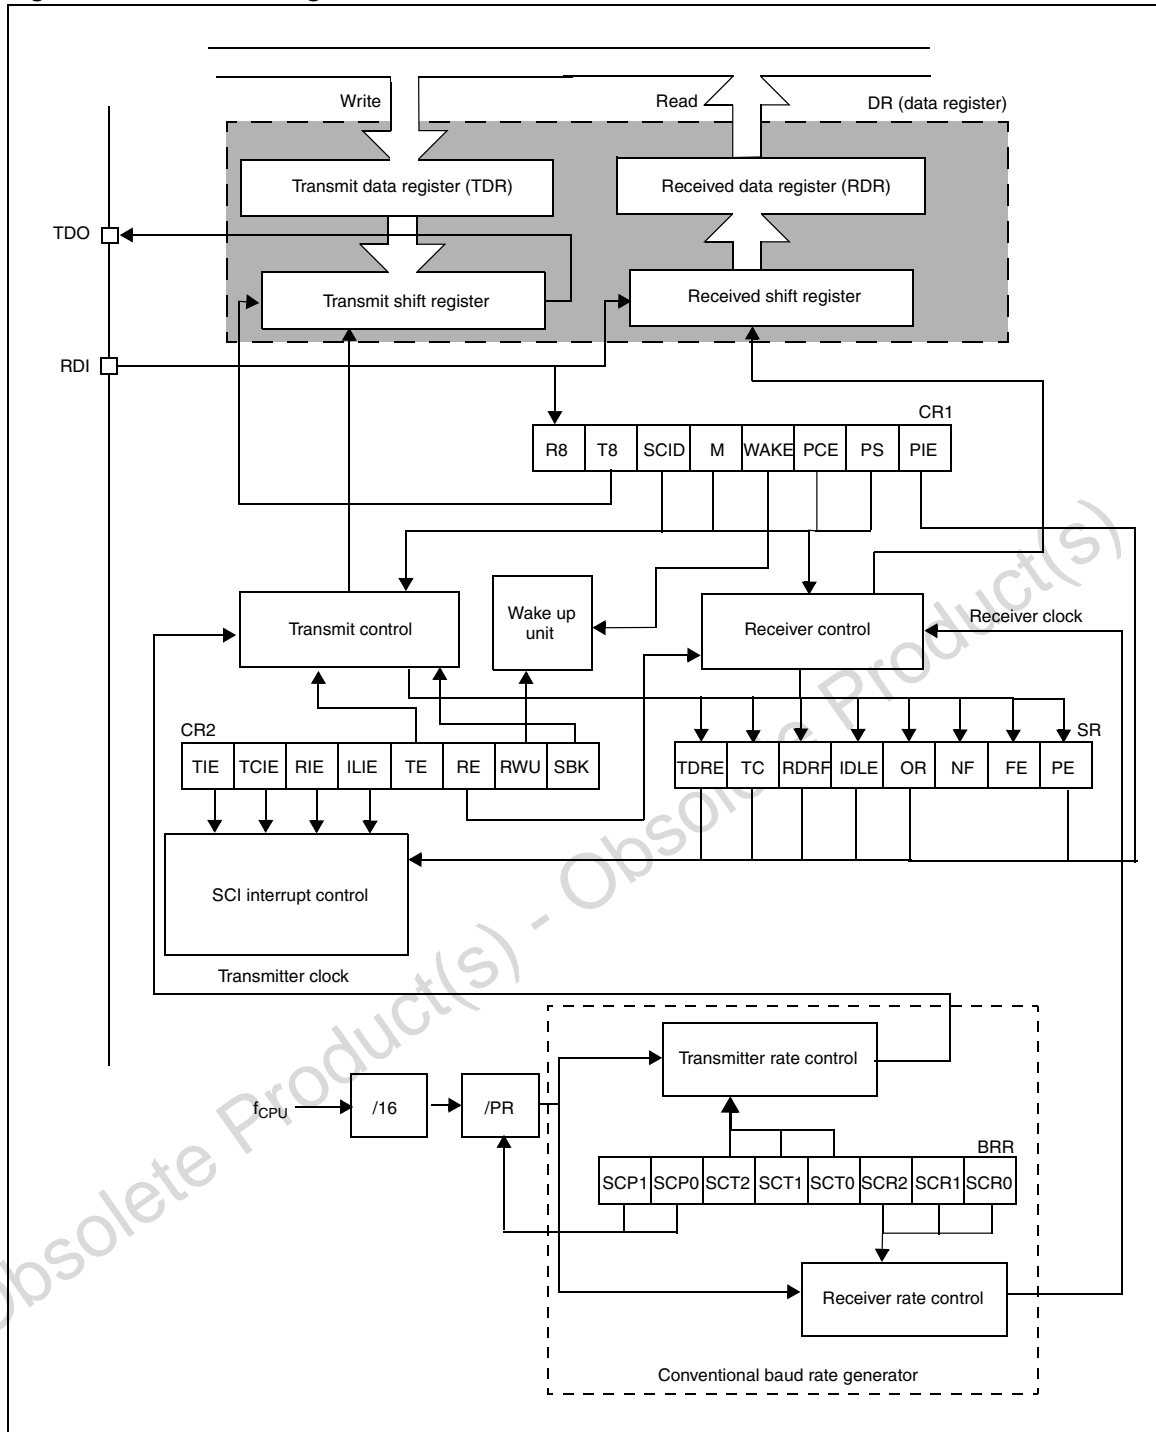 Write
Read
DR (data register)
Transmit data register (TDR)
Received data register (RDR)
TDO
Transmit shift register
Received shift register
RDI
CR1
R8 T8 SCID M WAKE PCE PS PIE
Transmit control
Wake up
unit
Receiver control
Receiver clock
CR2
TIE TCIE RIE ILIE TE RE RWU SBK
SR
TDRE TC RDRF IDLE OR NF FE PE
SCI interrupt control
Transmitter clock
Transmitter rate control
fCPU
/16
/PR
BRR
SCP1 SCP0 SCT2 SCT1 SCT0 SCR2 SCR1 SCR0
Receiver rate control
Conventional baud rate generator
Obsolete Product(s) - Obsolete Product(s)